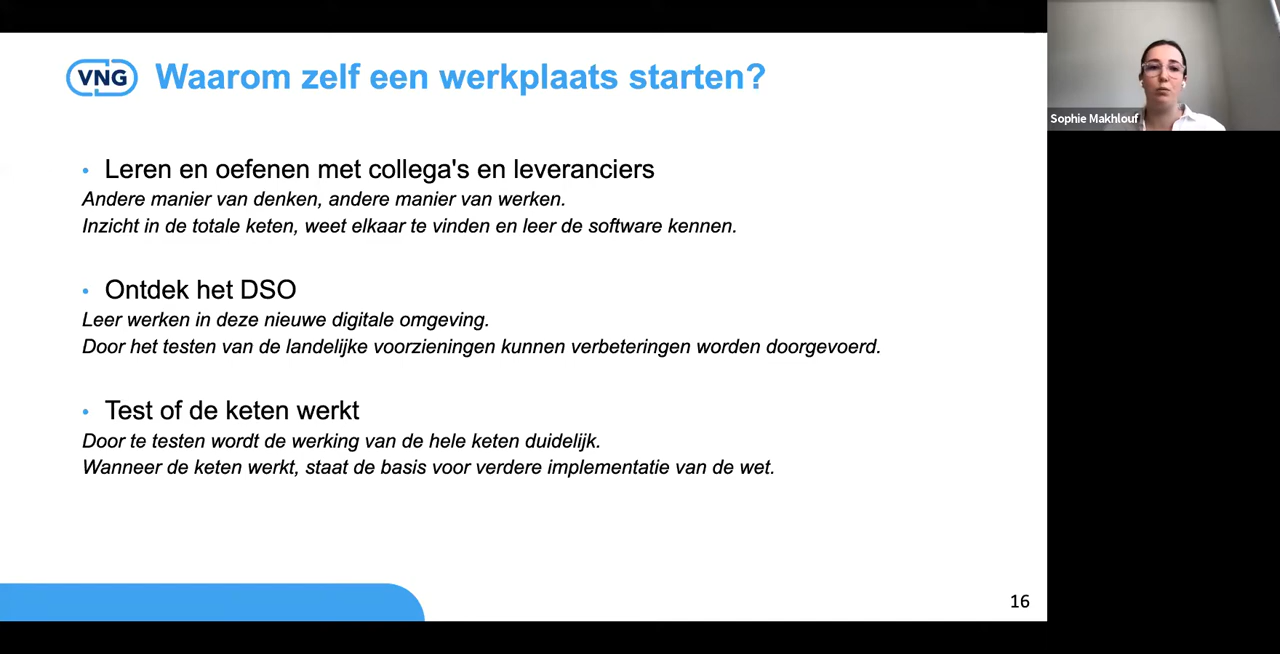 VNG Waarom zelf een werkplaats starten?
Sophie Makhlouf
• Leren en oefenen met collega's en leveranciers
Andere manier van denken, andere manier van werken.
Inzicht in de totale keten, weet elkaar te vinden en leer de software kennen.
• Ontdek het DSO
Leer werken in deze nieuwe digitale omgeving.
Door het testen van de landelijke voorzieningen kunnen verbeteringen worden doorgevoerd.
• Test of de keten werkt
Door te testen wordt de werking van de hele keten duidelijk.
Wanneer de keten werkt, staat de basis voor verdere implementatie van de wet.
16